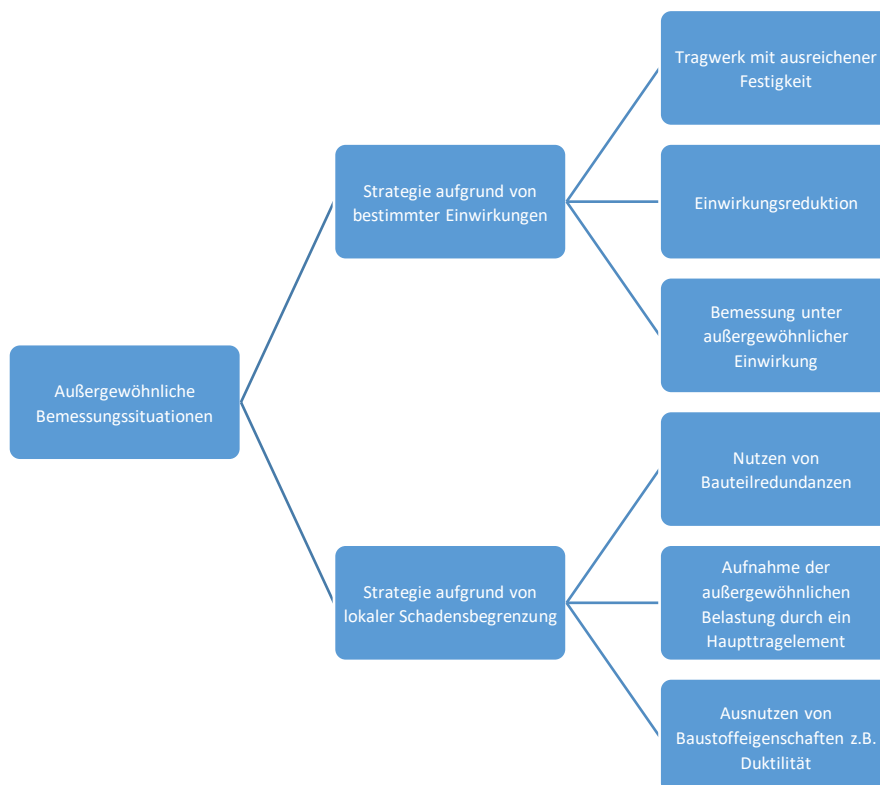 Außergewöhnliche
Bemessungssituationen
Strategie aufgrund von
bestimmter Einwirkungen
Tragwerk mit ausreichener
Festigkeit
Einwirkungsreduktion
Bemessung unter
außergewöhnlicher
Einwirkung
Strategie aufgrund von
lokaler Schadensbegrenzung
Nutzen von
Bauteilredundanzen
Aufnahme der
außergewöhnlichen
Belastung durch ein
Haupttragelement
Ausnutzen von
Baustoffeigenschaften z.B.
Duktilität